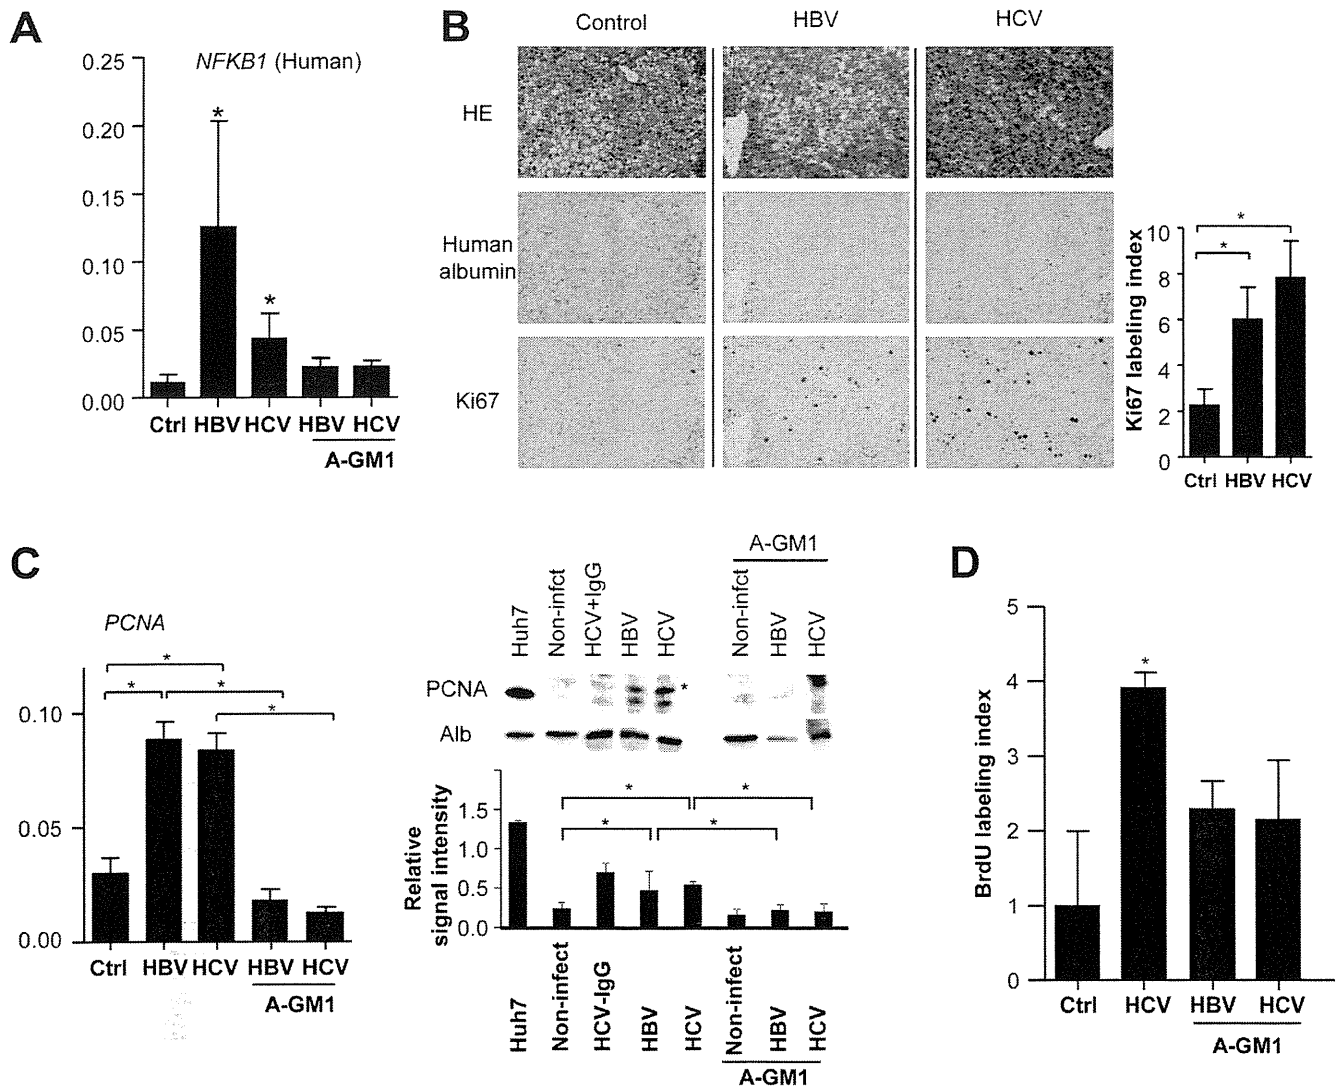 A
NFKB1 (Human)
*
*
0.25
0.20
0.15
0.10
0.05
0.00
Ctrl HBV HCV HBV HCV
A-GM1
B
Control HBV HCV
HE
Human
albumin
Ki67
Ki67 labeling index
*
*
10
8
6
4
2
0
Ctrl HBV HCV
C
PCNA
*
* *
*
0.10
0.05
0.00
Ctrl HBV HCV HBV HCV
A-GM1
A-GM1
Huh7 Non-infct HCV+IgG HBV HCV Non-infct HBV HCV
PCNA *
Alb
Relative
signal intensity
* *
* *
1.5
1.0
0.5
0.0
Huh7 Non-infect HCV-IgG HBV HCV Non-infect HBV HCV
A-GM1
D
BrdU labeling index
*
5
4
3
2
1
0
Ctrl HCV HBV HCV
A-GM1